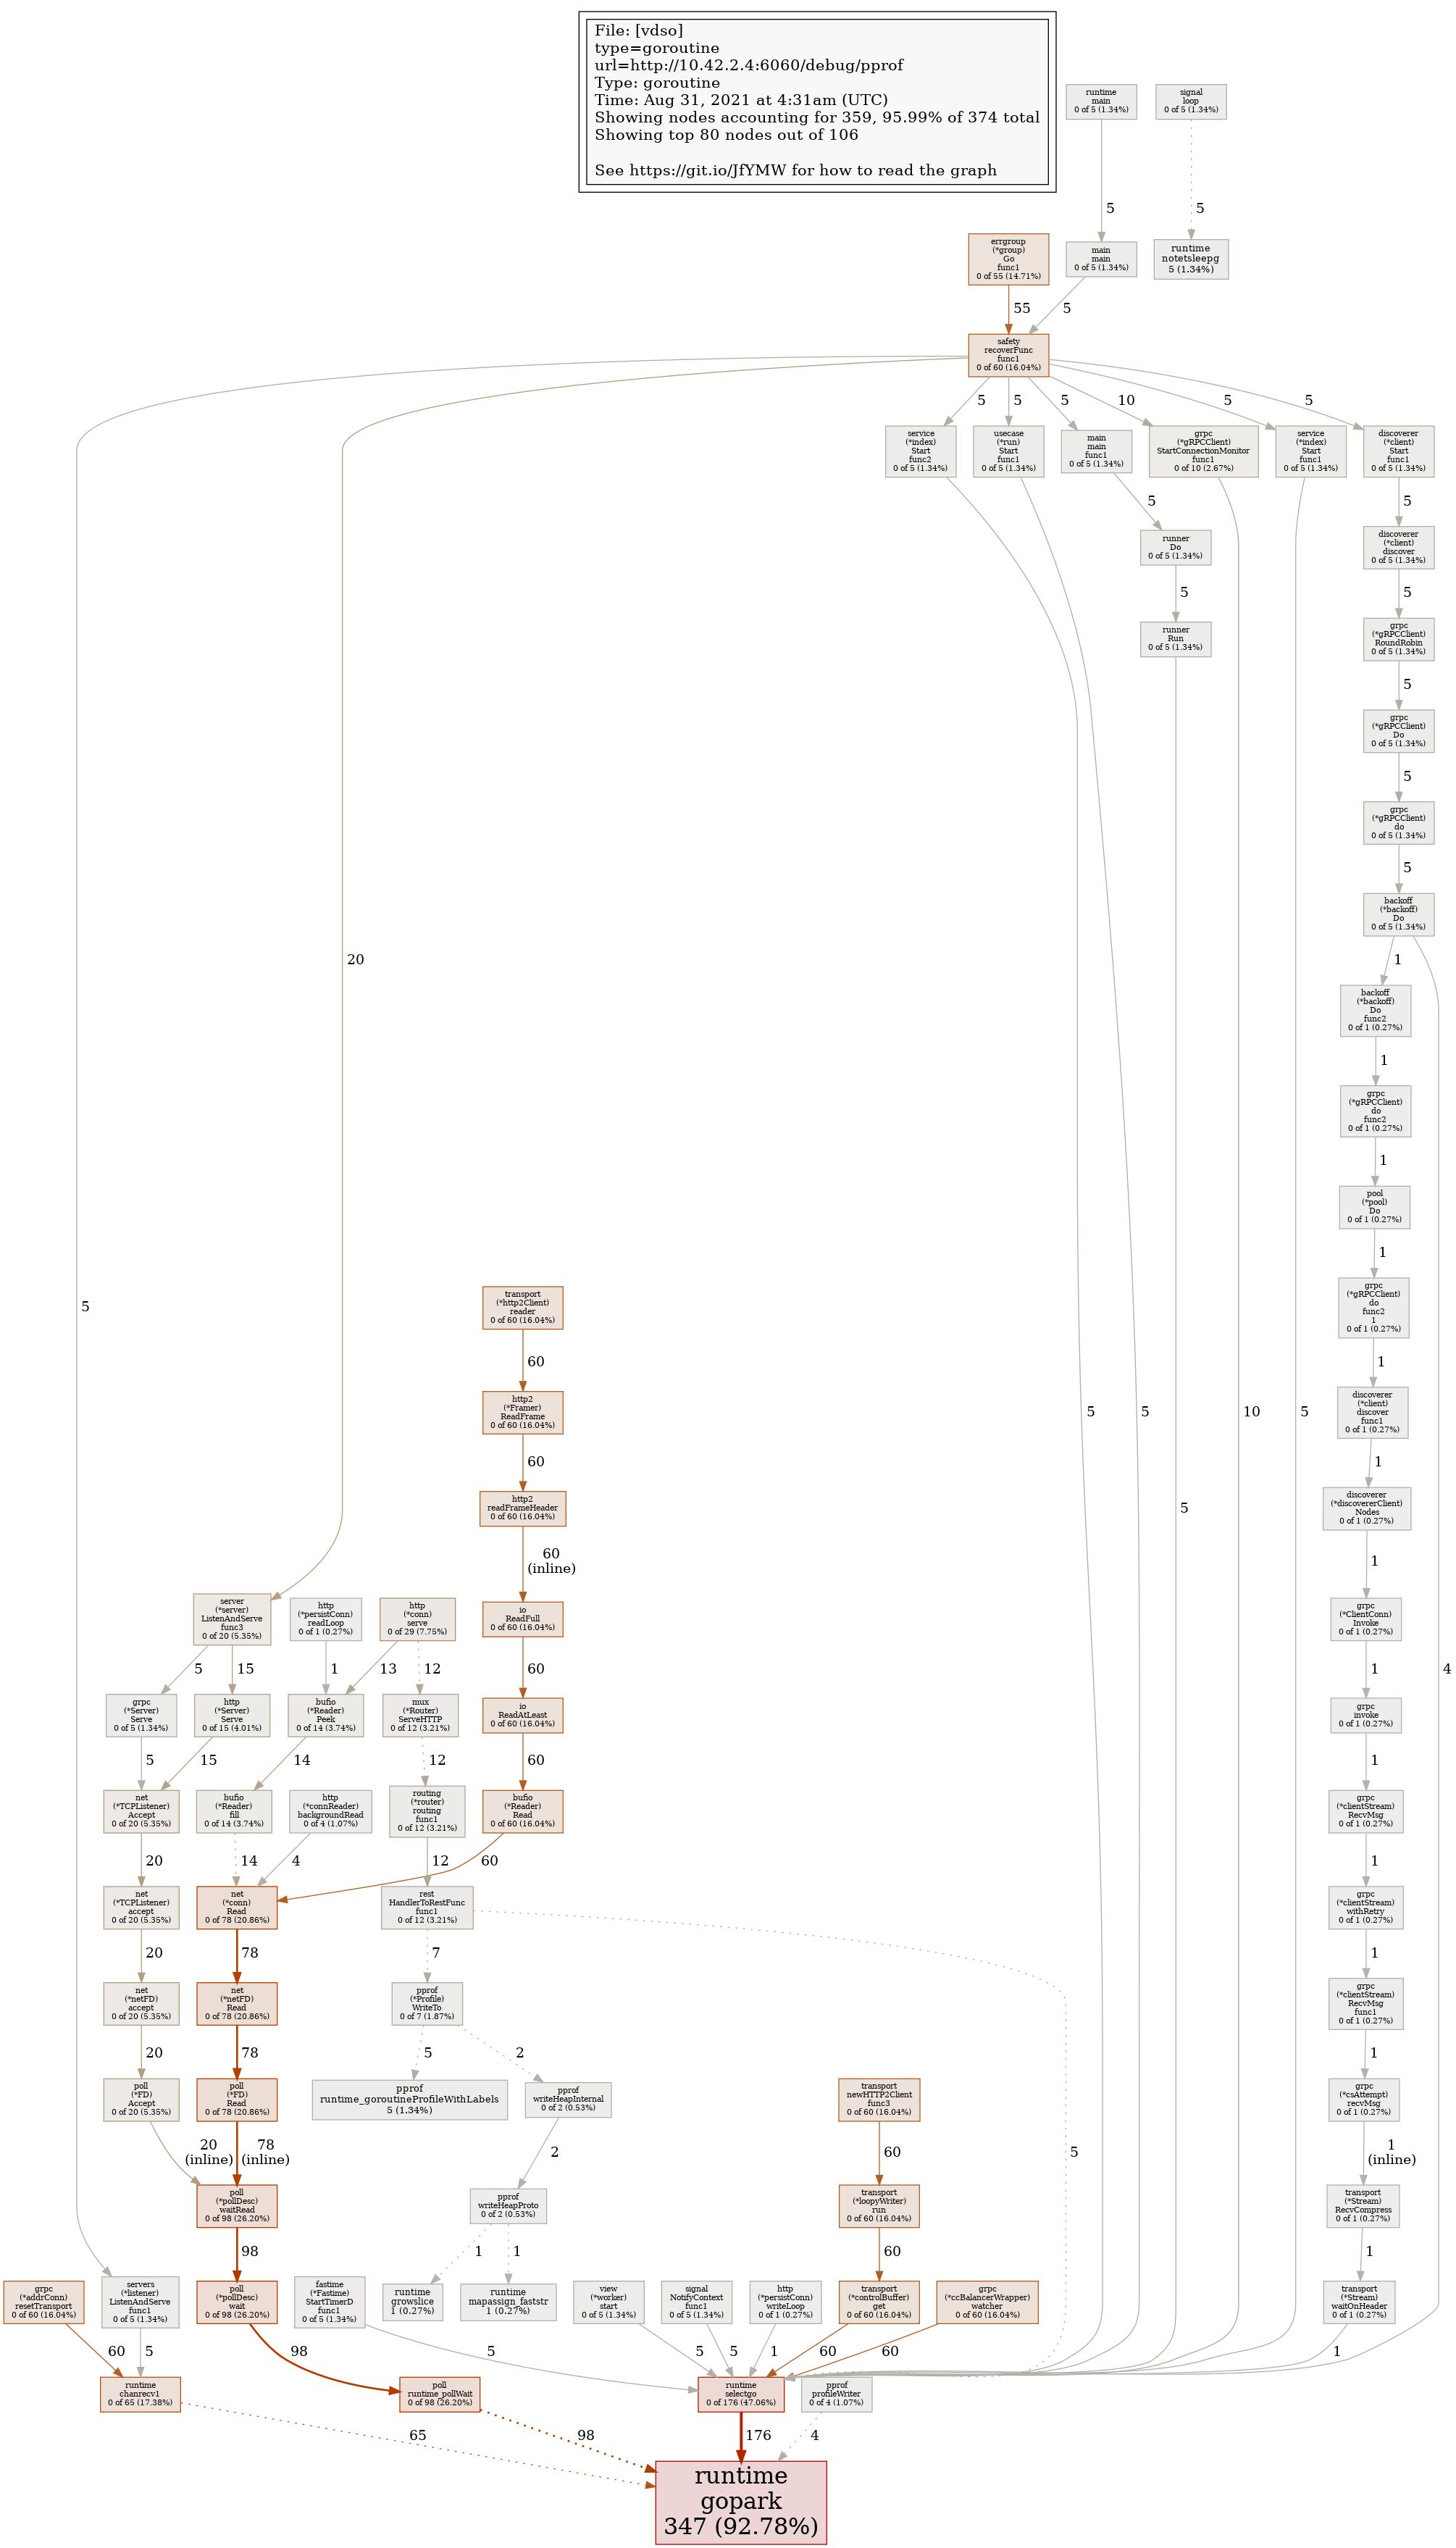 File: [vdso]
type=goroutine
url=http://10.42.2.4:6060/debug/pprof
Type: goroutine
Time: Aug 31, 2021 at 4:31am (UTC)
Showing nodes accounting for 359, 95.99% of 374 total
Showing top 80 nodes out of 106
See https://git.io/JfYMW for how to read the graph
runtime
main
0 of 5 (1.34%)
signal
loop
0 of 5 (1.34%)
5
5
errgroup
(*group)
Go
func1
0 of 55 (14.71%)
main
main
0 of 5 (1.34%)
runtime
notetsleepg
5 (1.34%)
55
5
safety
recoverFunc
func1
0 of 60 (16.04%)
5
5
5
10
5
5
service
(*index)
Start
func2
0 of 5 (1.34%)
usecase
(*run)
Start
func1
0 of 5 (1.34%)
main
main
func1
0 of 5 (1.34%)
grpc
(*gRPCClient)
StartConnectionMonitor
func1
0 of 10 (2.67%)
service
(*index)
Start
func1
0 of 5 (1.34%)
discoverer
(*client)
Start
func1
0 of 5 (1.34%)
5
5
runner
Do
0 of 5 (1.34%)
discoverer
(*client)
discover
0 of 5 (1.34%)
5
5
runner
Run
0 of 5 (1.34%)
grpc
(*gRPCClient)
RoundRobin
0 of 5 (1.34%)
5
grpc
(*gRPCClient)
Do
0 of 5 (1.34%)
5
grpc
(*gRPCClient)
do
0 of 5 (1.34%)
5
backoff
(*backoff)
Do
0 of 5 (1.34%)
20
1
backoff
(*backoff)
Do
func2
0 of 1 (0.27%)
1
grpc
(*gRPCClient)
do
func2
0 of 1 (0.27%)
1
pool
(*pool)
Do
0 of 1 (0.27%)
1
5
transport
(*http2Client)
reader
0 of 60 (16.04%)
grpc
(*gRPCClient)
do
func2
1
0 of 1 (0.27%)
60
1
http2
(*Framer)
ReadFrame
0 of 60 (16.04%)
5
5
10
5
discoverer
(*client)
discover
func1
0 of 1 (0.27%)
60
1
http2
readFrameHeader
0 of 60 (16.04%)
5
discoverer
(*discovererClient)
Nodes
0 of 1 (0.27%)
60
(inline)
1
server
(*server)
ListenAndServe
func3
0 of 20 (5.35%)
http
(*persistConn)
readLoop
0 of 1 (0.27%)
http
(*conn)
serve
0 of 29 (7.75%)
io
ReadFull
0 of 60 (16.04%)
grpc
(*ClientConn)
Invoke
0 of 1 (0.27%)
5
15
1
13
12
60
1
4
grpc
(*Server)
Serve
0 of 5 (1.34%)
http
(*Server)
Serve
0 of 15 (4.01%)
bufio
(*Reader)
Peek
0 of 14 (3.74%)
mux
(*Router)
ServeHTTP
0 of 12 (3.21%)
io
ReadAtLeast
0 of 60 (16.04%)
grpc
invoke
0 of 1 (0.27%)
5
15
14
12
60
1
net
(*TCPListener)
Accept
0 of 20 (5.35%)
bufio
(*Reader)
fill
0 of 14 (3.74%)
http
(*connReader)
backgroundRead
0 of 4 (1.07%)
routing
(*router)
routing
func1
0 of 12 (3.21%)
bufio
(*Reader)
Read
0 of 60 (16.04%)
grpc
(*clientStream)
RecvMsg
0 of 1 (0.27%)
20
14
4
12
60
1
net
(*TCPListener)
accept
0 of 20 (5.35%)
net
(*conn)
Read
0 of 78 (20.86%)
rest
HandlerToRestFunc
func1
0 of 12 (3.21%)
grpc
(*clientStream)
withRetry
0 of 1 (0.27%)
20
78
7
1
net
(*netFD)
accept
0 of 20 (5.35%)
net
(*netFD)
Read
0 of 78 (20.86%)
pprof
(*Profile)
WriteTo
0 of 7 (1.87%)
grpc
(*clientStream)
RecvMsg
func1
0 of 1 (0.27%)
20
78
5
2
1
poll
(*FD)
Accept
0 of 20 (5.35%)
poll
(*FD)
Read
0 of 78 (20.86%)
pprof
runtime_goroutineProfileWithLabels
5 (1.34%)
pprof
writeHeapInternal
0 of 2 (0.53%)
transport
newHTTP2Client
func3
0 of 60 (16.04%)
grpc
(*csAttempt)
recvMsg
0 of 1 (0.27%)
20
(inline)
78
(inline)
2
60
5
1
(inline)
poll
(*pollDesc)
waitRead
0 of 98 (26.20%)
pprof
writeHeapProto
0 of 2 (0.53%)
transport
(*loopyWriter)
run
0 of 60 (16.04%)
transport
(*Stream)
RecvCompress
0 of 1 (0.27%)
98
1
1
60
1
grpc
(*addrConn)
resetTransport
0 of 60 (16.04%)
servers
(*listener)
ListenAndServe
func1
0 of 5 (1.34%)
poll
(*pollDesc)
wait
0 of 98 (26.20%)
fastime
(*Fastime)
StartTimerD
func1
0 of 5 (1.34%)
runtime
growslice
1 (0.27%)
runtime
mapassign_faststr
1 (0.27%)
view
(*worker)
start
0 of 5 (1.34%)
signal
NotifyContext
func1
0 of 5 (1.34%)
http
(*persistConn)
writeLoop
0 of 1 (0.27%)
transport
(*controlBuffer)
get
0 of 60 (16.04%)
grpc
(*ccBalancerWrapper)
watcher
0 of 60 (16.04%)
transport
(*Stream)
waitOnHeader
0 of 1 (0.27%)
60
5
98
5
5
5
1
60
60
1
runtime
chanrecv1
0 of 65 (17.38%)
poll
runtime_pollWait
0 of 98 (26.20%)
runtime
selectgo
0 of 176 (47.06%)
pprof
profileWriter
0 of 4 (1.07%)
65
98
176
4
runtime
gopark
347 (92.78%)